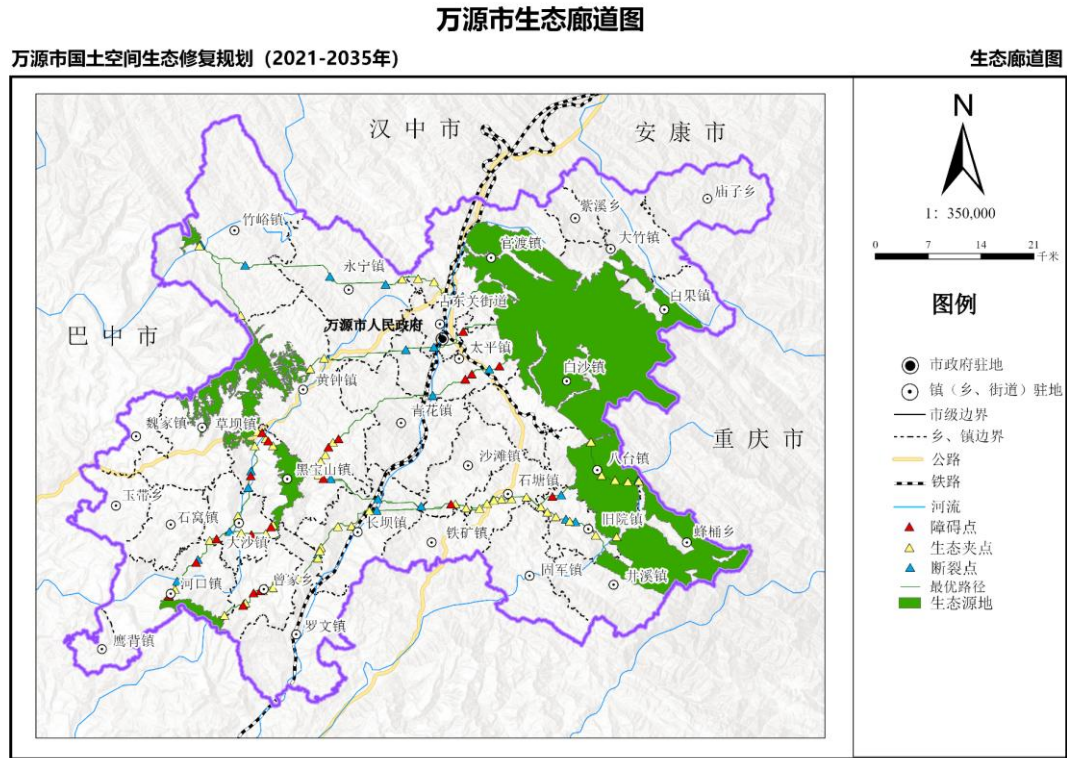 万源市生态廊道图
万源市国土空间生态修复规划（2021-2035年）
生态廊道图
汉中市
安康市
巴中市
重庆市
庙子乡
紫溪乡
竹峪镇
大竹镇
官渡镇
永宁镇
白果镇
古东关街道
万源市人民政府
太平镇
黄钟镇
白沙镇
青花镇
魏家镇
草坝镇
沙滩镇
八台镇
黑宝山镇
石塘镇
玉带乡
石窝镇
长坝镇
旧院镇
大沙镇
铁矿镇
蜂桶乡
固军镇
井溪镇
河口镇
曾家乡
罗文镇
鹰背镇
N
1：350,000
0 7 14 21
千米
图例
市政府驻地
镇（乡、街道）驻地
市级边界
乡、镇边界
公路
铁路
河流
障碍点
生态夹点
断裂点
最优路径
生态源地